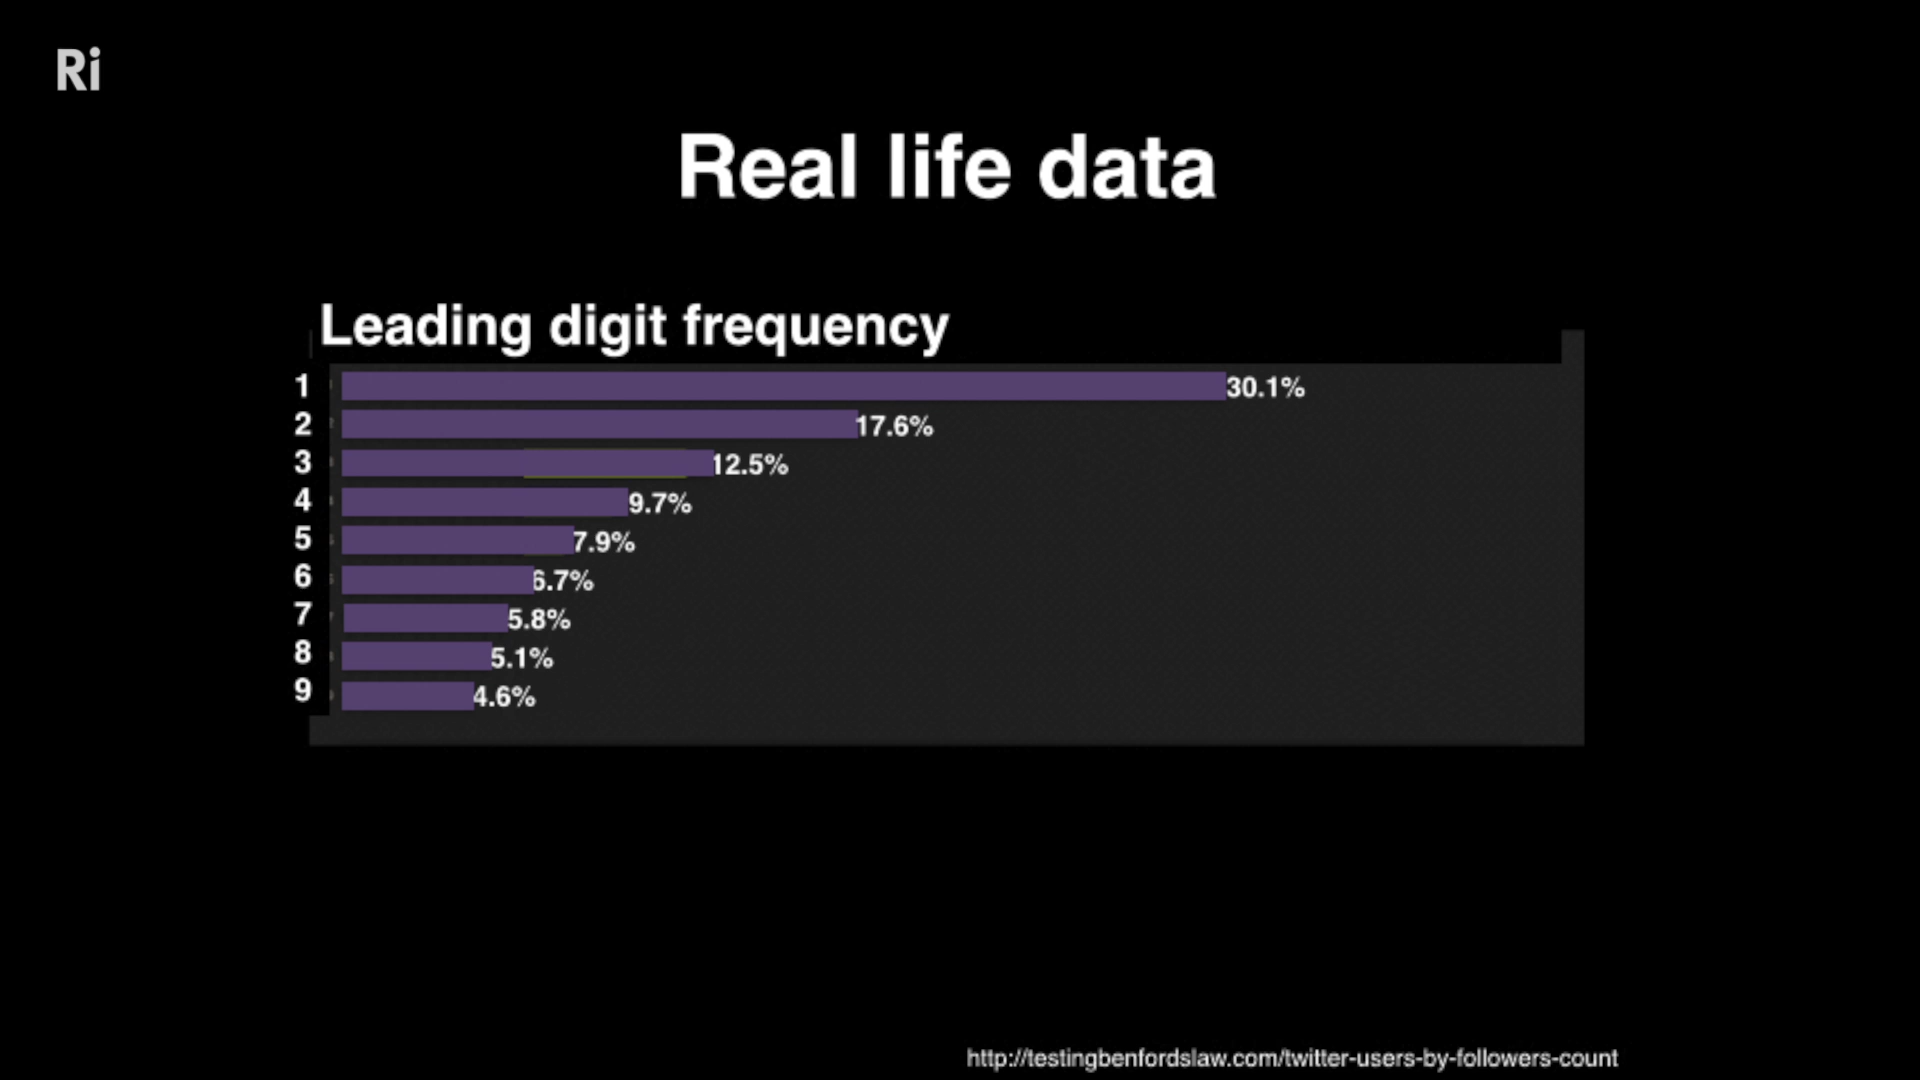 Ri
Real life data
Leading digit frequency
1 30.1%
2 17.6%
3 12.5%
4 9.7%
5 7.9%
6 6.7%
7 5.8%
8 5.1%
9 4.6%
http://testingbenfordslaw.com/twitter-users-by-followers-count